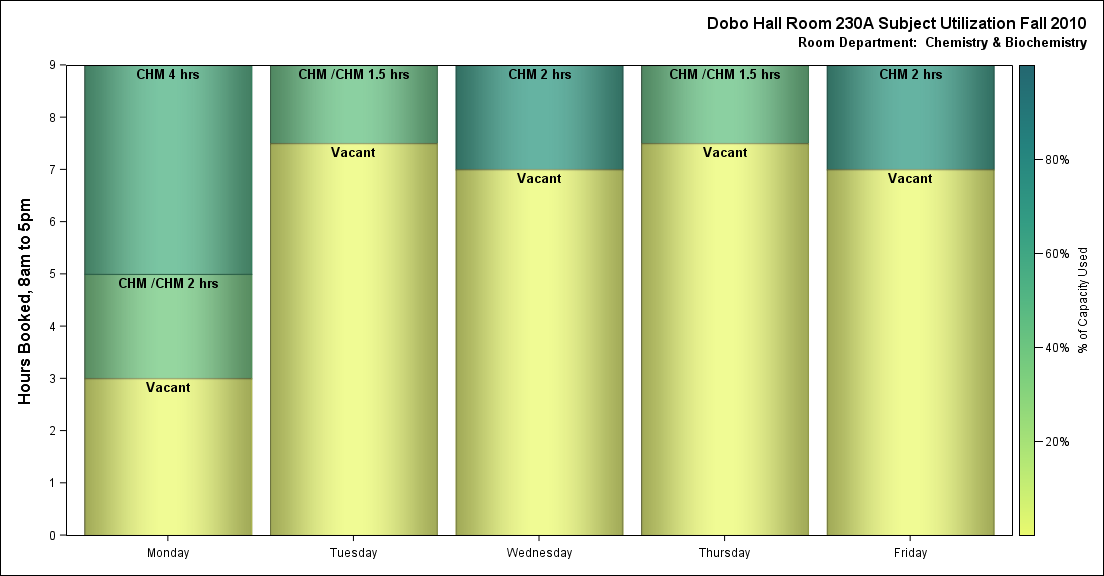 Dobo Hall Room 230A Subject Utilization Fall 2010
Room Department:  Chemistry & Biochemistry
Hours Booked, 8am to 5pm
9
8
7
6
5
4
3
2
1
0
CHM 4 hrs
CHM /CHM 2 hrs
Vacant
CHM /CHM 1.5 hrs
Vacant
CHM 2 hrs
Vacant
CHM /CHM 1.5 hrs
Vacant
CHM 2 hrs
Vacant
Monday
Tuesday
Wednesday
Thursday
Friday
80%
60%
40%
20%
% of Capacity Used